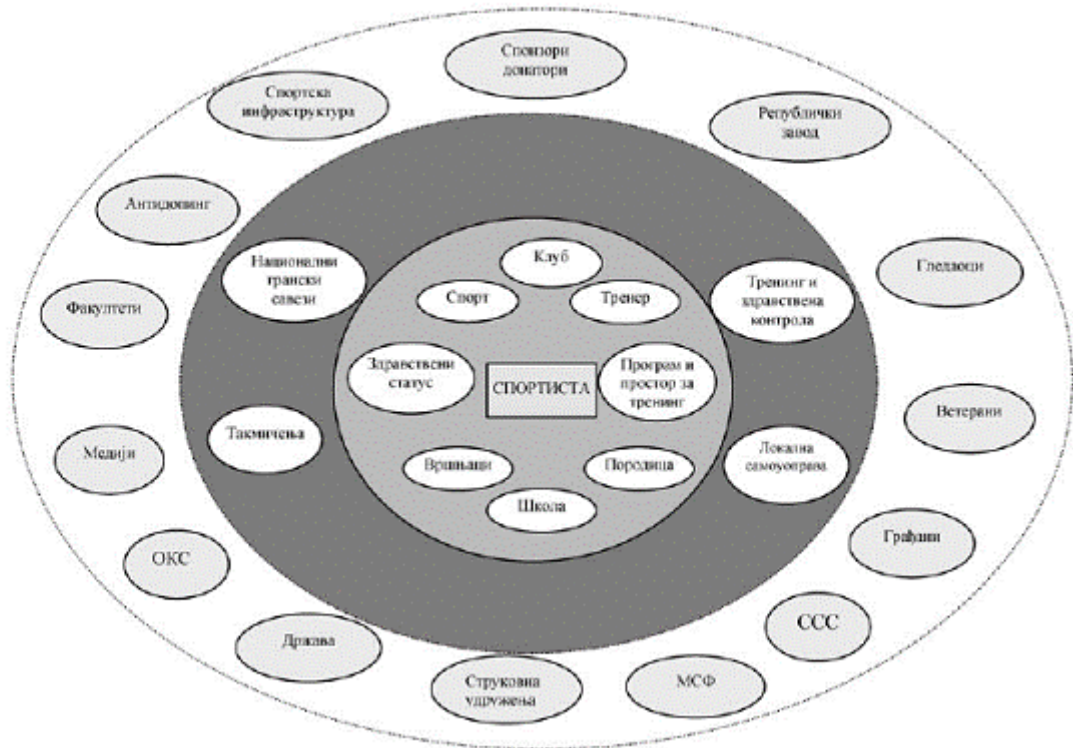 Спонзори
донатори
Спортска
инфраструктура
Републички
завод
Антидопинг
Клуб
Национални
грански
савези
Гледаоци
Тренинг и
здравствена
контрола
Спорт
Тренер
Факултети
Здравствени
статус
СПОРТИСТА
Програм и
простор за
тренинг
Ветерани
Такмичења
Медији
Вршњаци
Породица
Локална
самоуправа
Школа
Грађани
ОКС
ССС
Држава
Струковна
удружења
МСФ